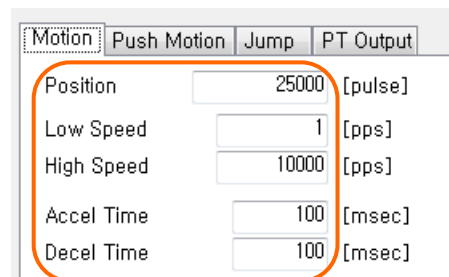 Motion Push Motion Jump PT Output
Position 25000 [pulse]
Low Speed 1 [pps]
High Speed 10000 [pps]
Accel Time 100 [msec]
Decel Time 100 [msec]